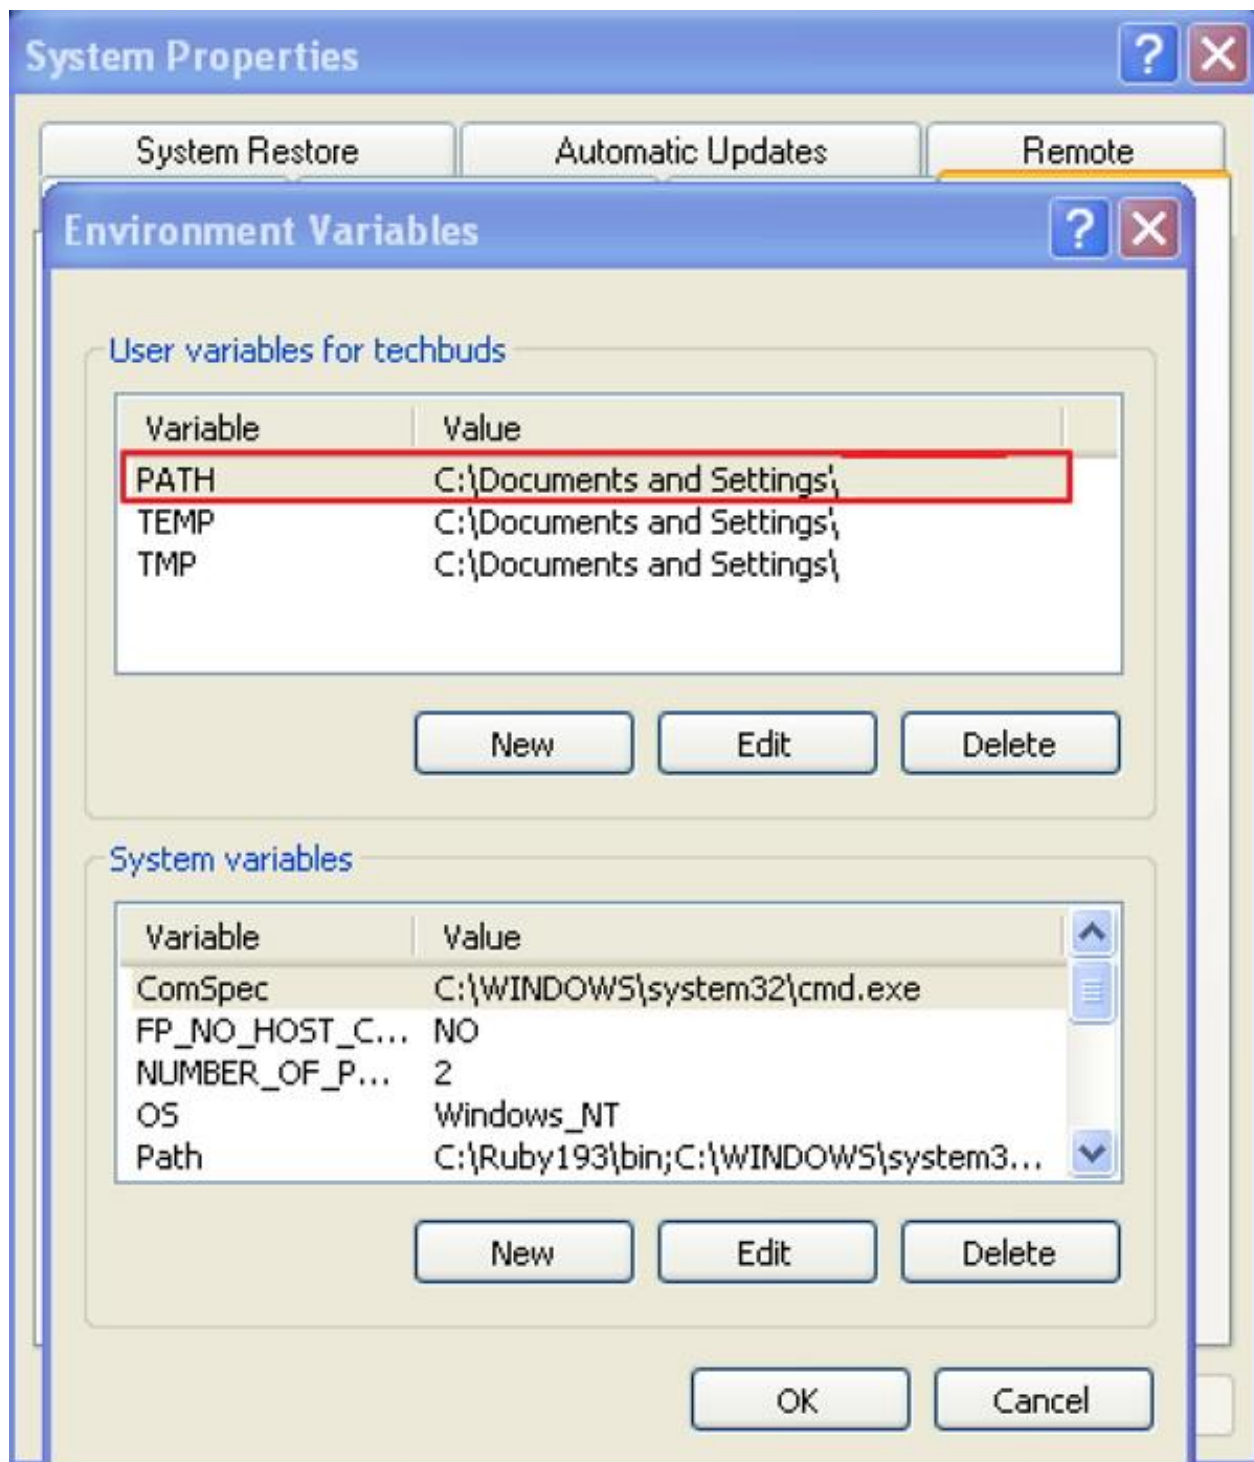 System Properties
System Restore Automatic Updates Remote
Environment Variables
User variables for techbuds
Variable Value
PATH C:\Documents and Settings\
TEMP C:\Documents and Settings\
TMP C:\Documents and Settings\
New Edit Delete
System variables
Variable Value
ComSpec C:\WINDOWS\system32\cmd.exe
FP_NO_HOST_C... NO
NUMBER_OF_P... 2
OS Windows_NT
Path C:\Ruby193\bin;C:\WINDOWS\system3...
New Edit Delete
OK Cancel